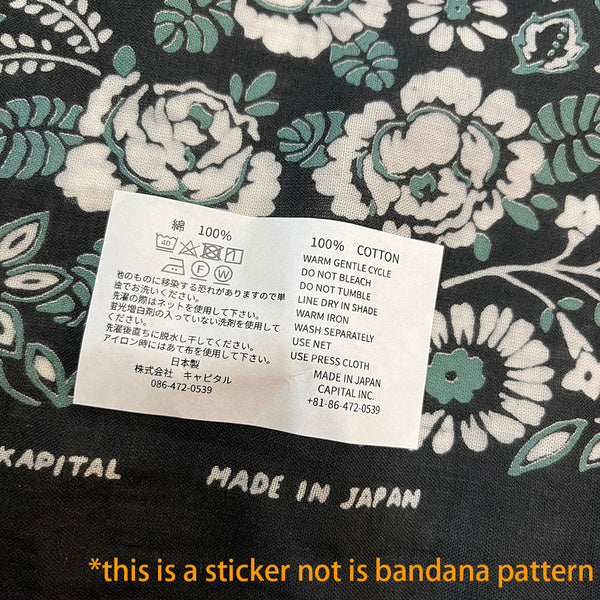 綿 100%
40
F W
他のものに移染する恐れがありますので単
独でお洗いください。
洗濯の際はネットを使用して下さい。
蛍光増白剤の入っていない洗剤を使用して
ください。
洗濯後直ちに脱水し干してください。
アイロン時にはあて布を使用して下さい。
日本製
株式会社 キャピタル
086-472-0539
100% COTTON
WARM GENTLE CYCLE
DO NOT BLEACH
DO NOT TUMBLE
LINE DRY IN SHADE
WARM IRON
WASH SEPARATELY
USE NET
USE PRESS CLOTH
MADE IN JAPAN
CAPITAL INC.
+81-86-472-0539
KAPITAL MADE IN JAPAN
*this is a sticker not is bandana pattern